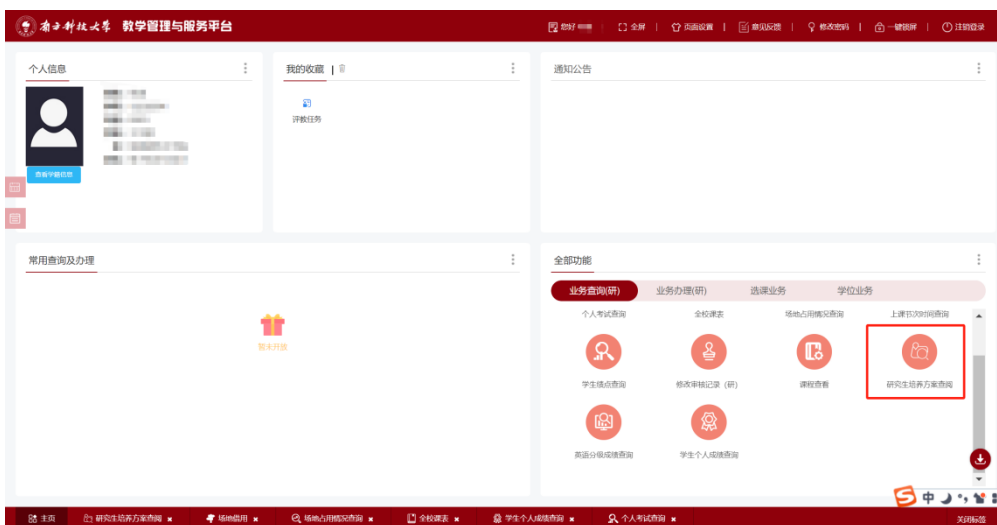 南方科技大学 教学管理与服务平台
您好 全屏 | 页面设置 | 意见反馈 | 修改密码 | 一键锁屏 | 注销登录
个人信息
我的收藏 |
通知公告
评教任务
查看学籍信息
常用查询及办理
全部功能
业务查询(研) 业务办理(研) 选课业务 学位业务
个人考试查询 全校课表 场地占用情况查询 上课节次时间查询
学生绩点查询 修改审核记录（研） 课程查看 研究生培养方案查阅
暂未开放
英语分级成绩查询 学生个人成绩查询
中
主页 研究生培养方案查阅 × 场地借用 × 场地占用情况查询 × 全校课表 × 学生个人成绩查询 × 个人考试查询 × 关闭标签